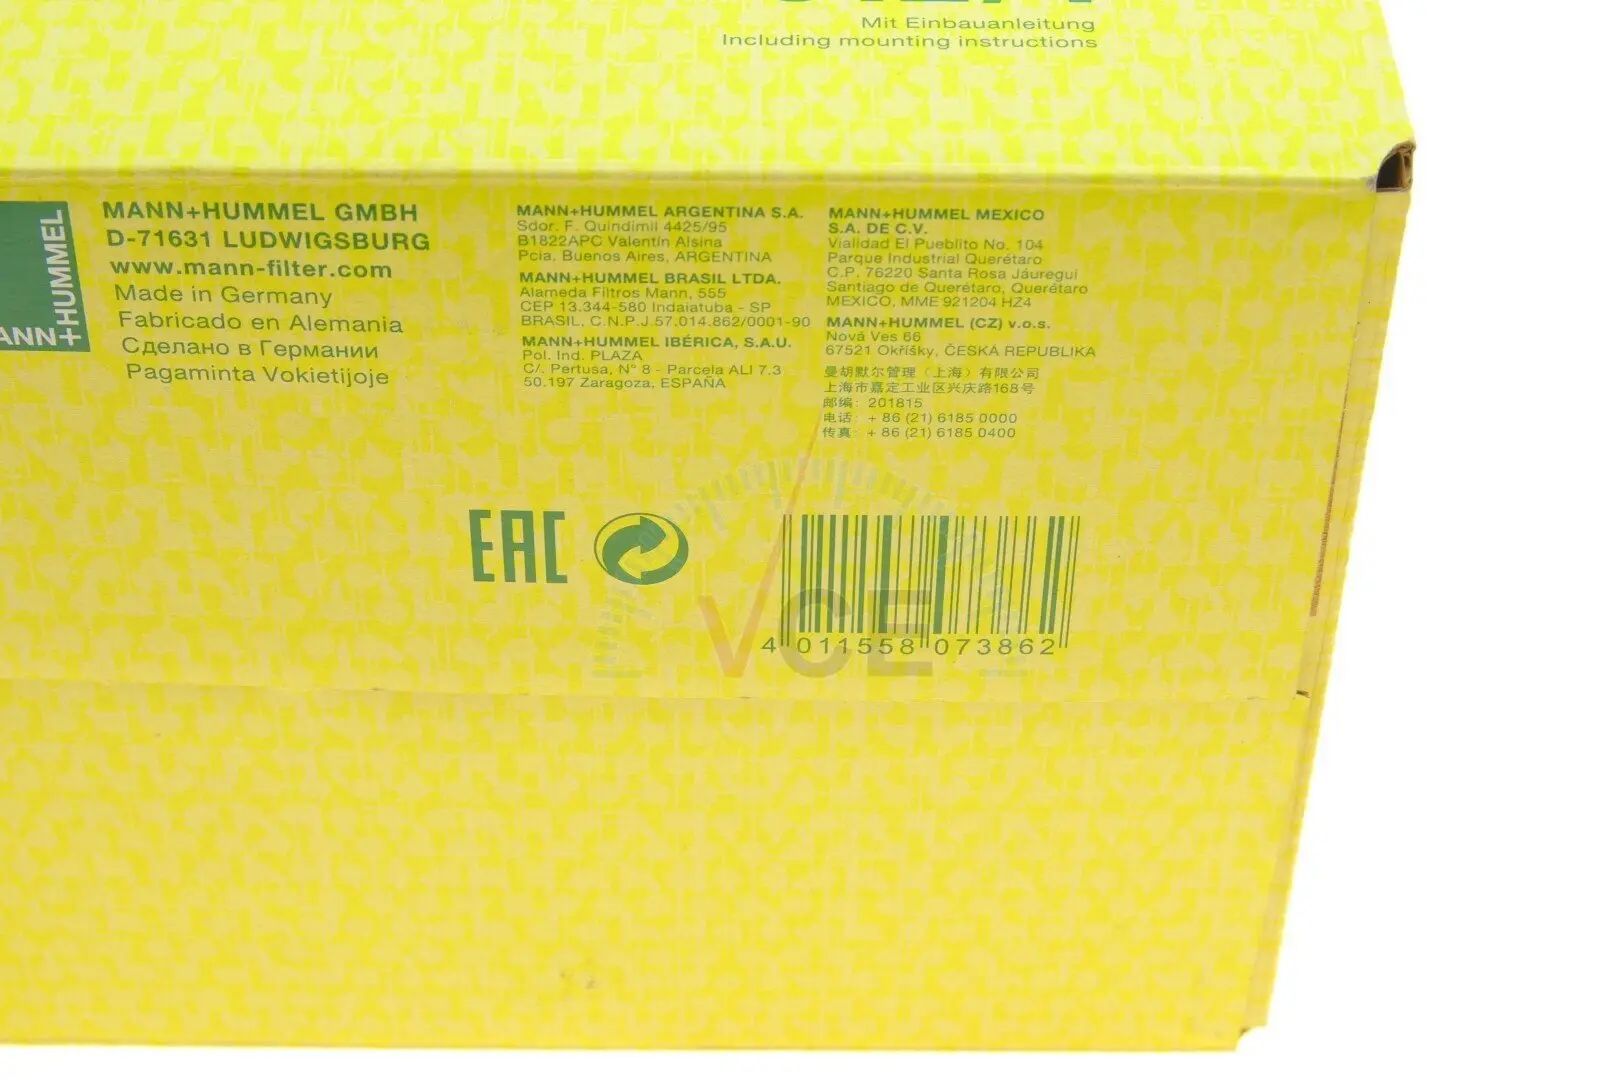 Mit Einbauanleitung
Including mounting instructions
MANN+HUMMEL
MANN+HUMMEL GMBH
D-71631 LUDWIGSBURG
www.mann-filter.com
Made in Germany
Fabricado en Alemania
Сделано в Германии
Pagaminta Vokietijoje
MANN+HUMMEL ARGENTINA S.A.
Sdor. F. Quindimil 4425/95
B1822APC Valentín Alsina
Pcia. Buenos Aires, ARGENTINA
MANN+HUMMEL BRASIL LTDA.
Alameda Filtros Mann, 555
CEP 13.344-580 Indaiatuba - SP
BRASIL, C.N.P.J.57.014.862/0001-90
MANN+HUMMEL IBÉRICA, S.A.U.
Pol. Ind. PLAZA
C/. Pertusa, N° 8 - Parcela ALI 7.3
50.197 Zaragoza, ESPAÑA
MANN+HUMMEL MEXICO
S.A. DE C.V.
Vialidad El Pueblito No. 104
Parque Industrial Querétaro
C.P. 76220 Santa Rosa Jáuregui
Santiago de Querétaro, Querétaro
MEXICO, MME 921204 HZ4
MANN+HUMMEL (CZ) v.o.s.
Nová Ves 66
67521 Okříšky, ČESKÁ REPUBLIKA
曼胡默尔管理（上海）有限公司
上海市嘉定工业区兴庆路168号
邮编: 201815
电话: + 86 (21) 6185 0000
传真: + 86 (21) 6185 0400
EAC
VCE
4 011558 073862